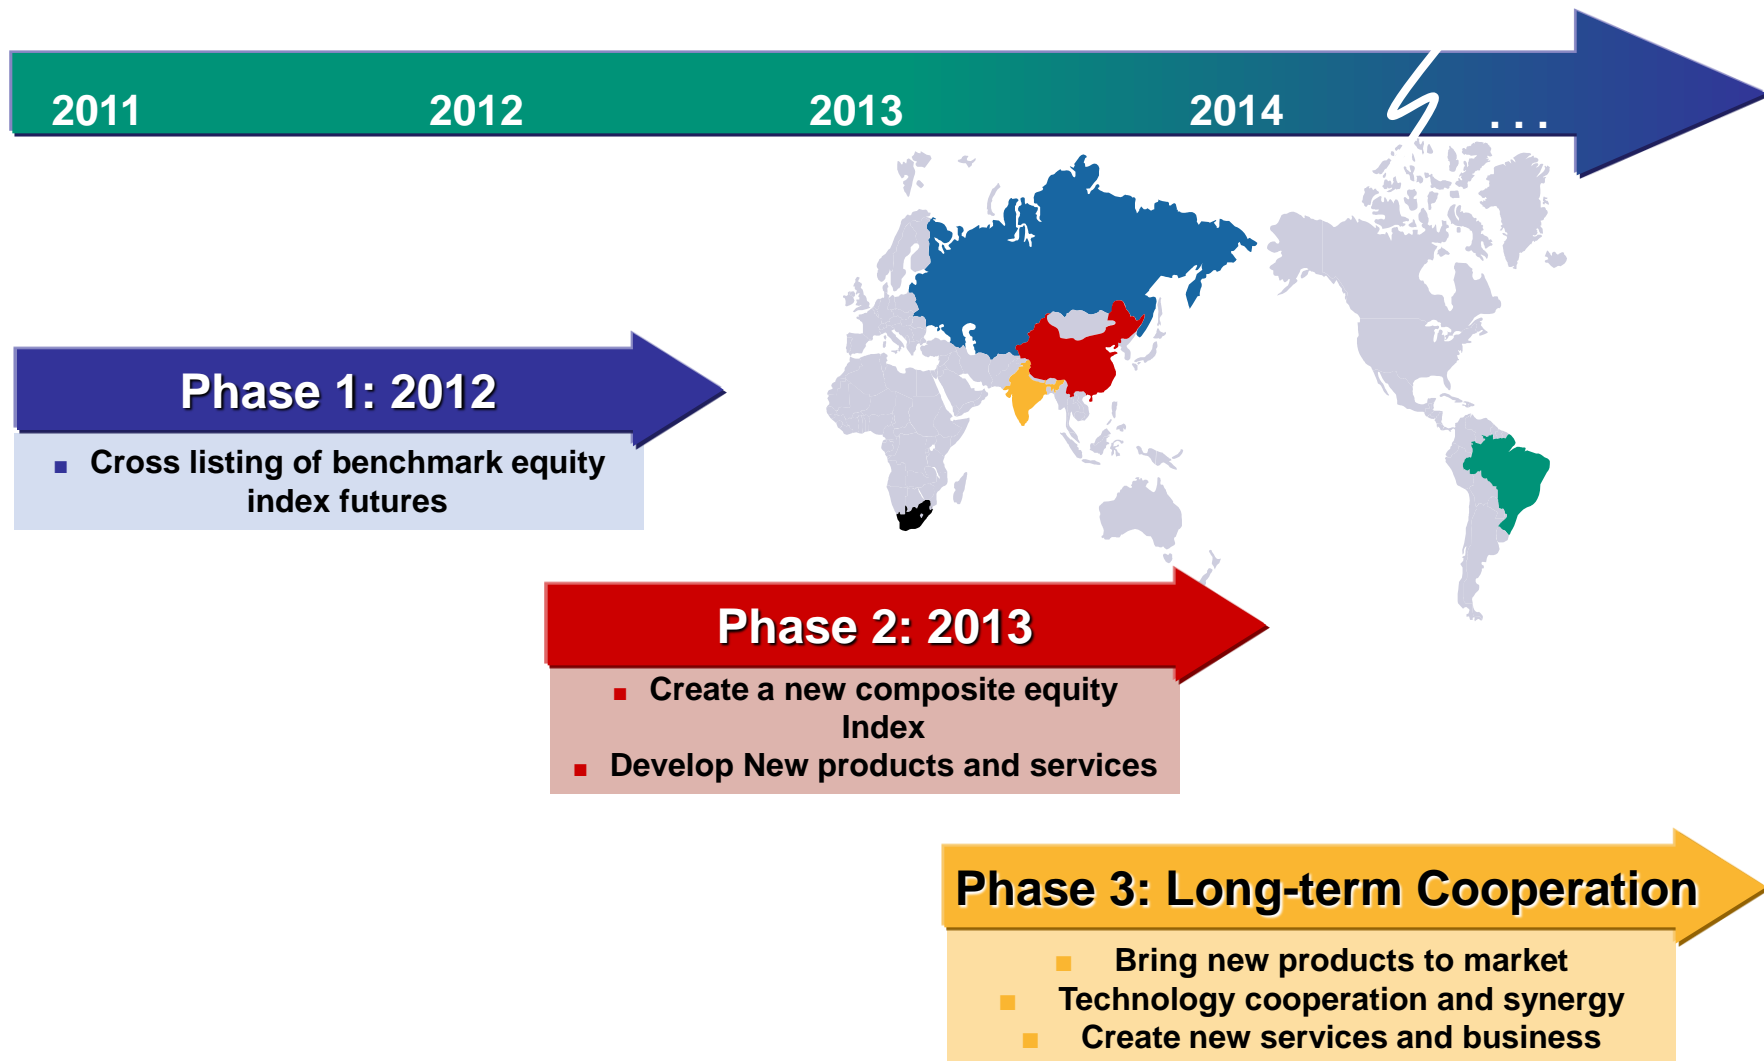 2011 2012 2013 2014 . . .
Phase 1: 2012
■ Cross listing of benchmark equity
index futures
Phase 2: 2013
■ Create a new composite equity
Index
■ Develop New products and services
Phase 3: Long-term Cooperation
■ Bring new products to market
■ Technology cooperation and synergy
■ Create new services and business